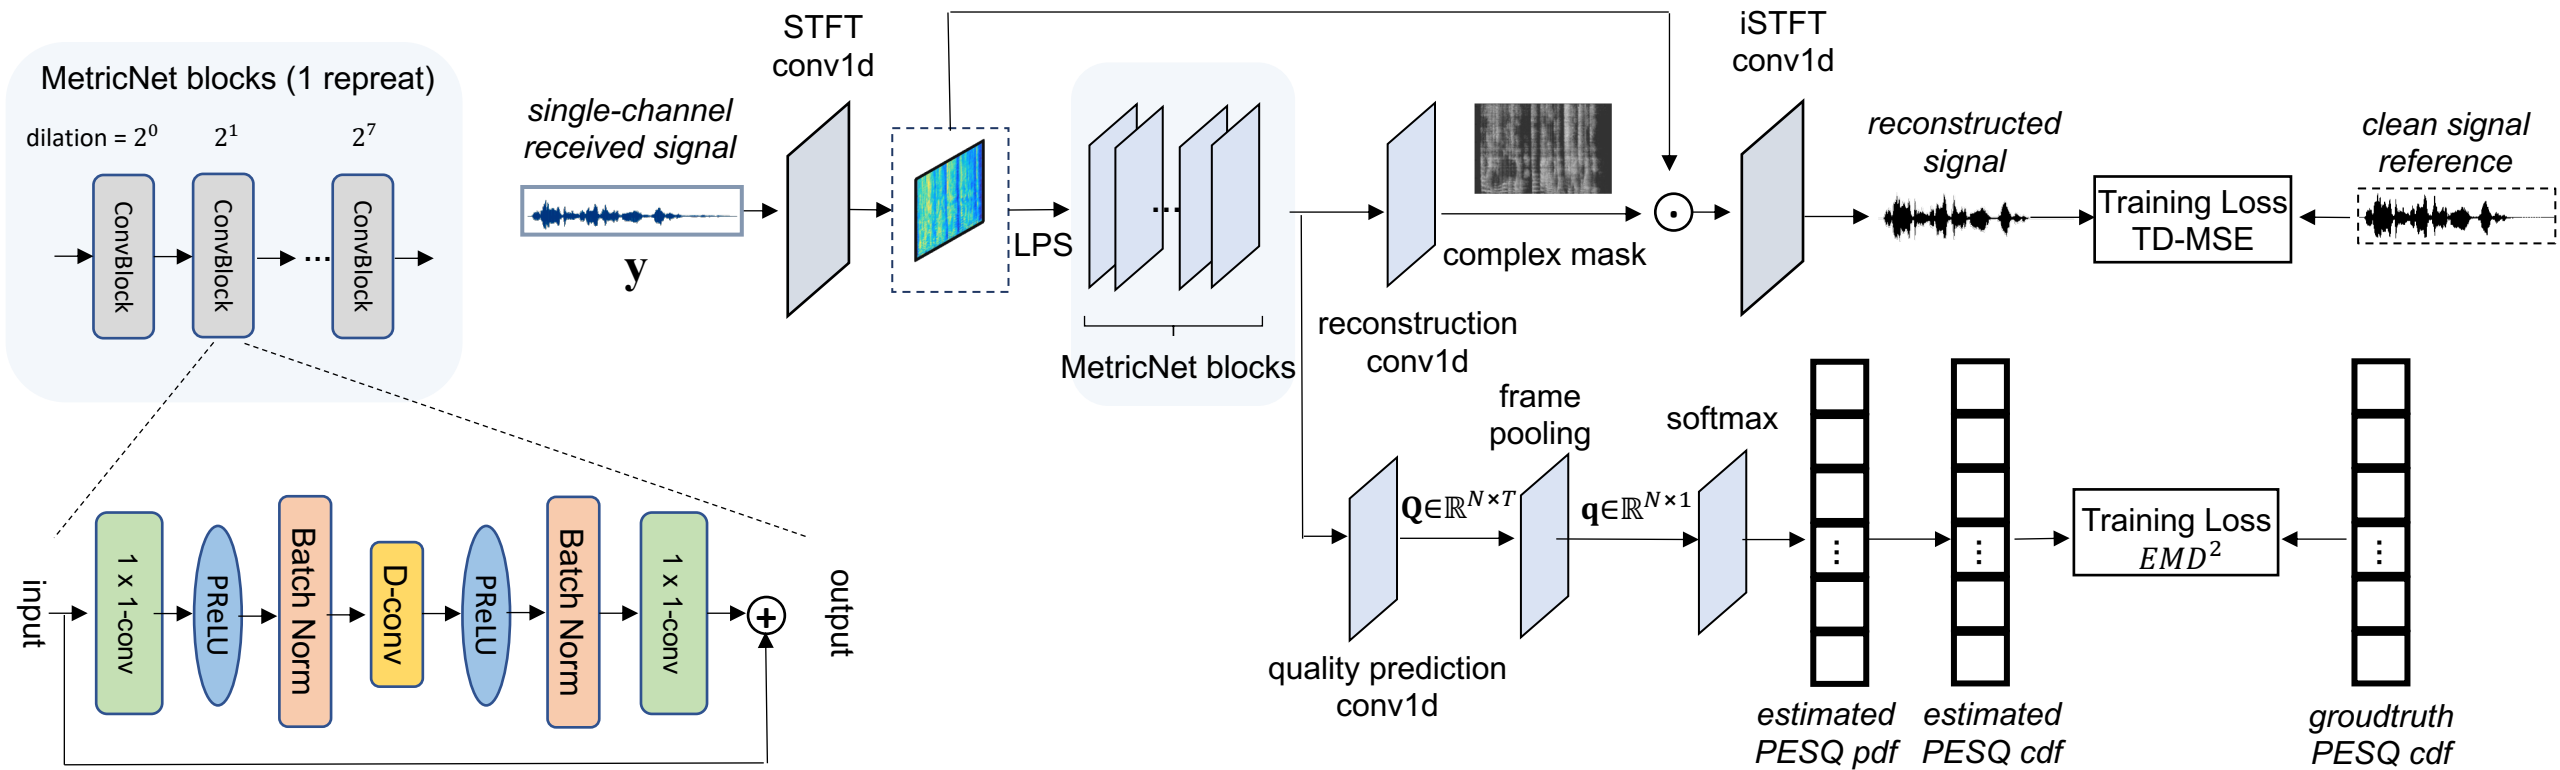 MetricNet blocks (1 repreat)
dilation = 2⁰ 2¹ 2⁷
ConvBlock
ConvBlock
...
ConvBlock
input
1 x 1-conv
PReLU
Batch Norm
D-conv
PReLU
Batch Norm
1 x 1-conv
+
output
single-channel
received signal
y
STFT
conv1d
LPS
...
MetricNet blocks
reconstruction
conv1d
complex mask
iSTFT
conv1d
reconstructed
signal
Training Loss
TD-MSE
clean signal
reference
quality prediction
conv1d
Q∈ℝᴺ×ᵀ
frame
pooling
q∈ℝᴺ×¹
softmax
⋮
estimated
PESQ pdf
⋮
estimated
PESQ cdf
Training Loss
EMD²
⋮
groudtruth
PESQ cdf